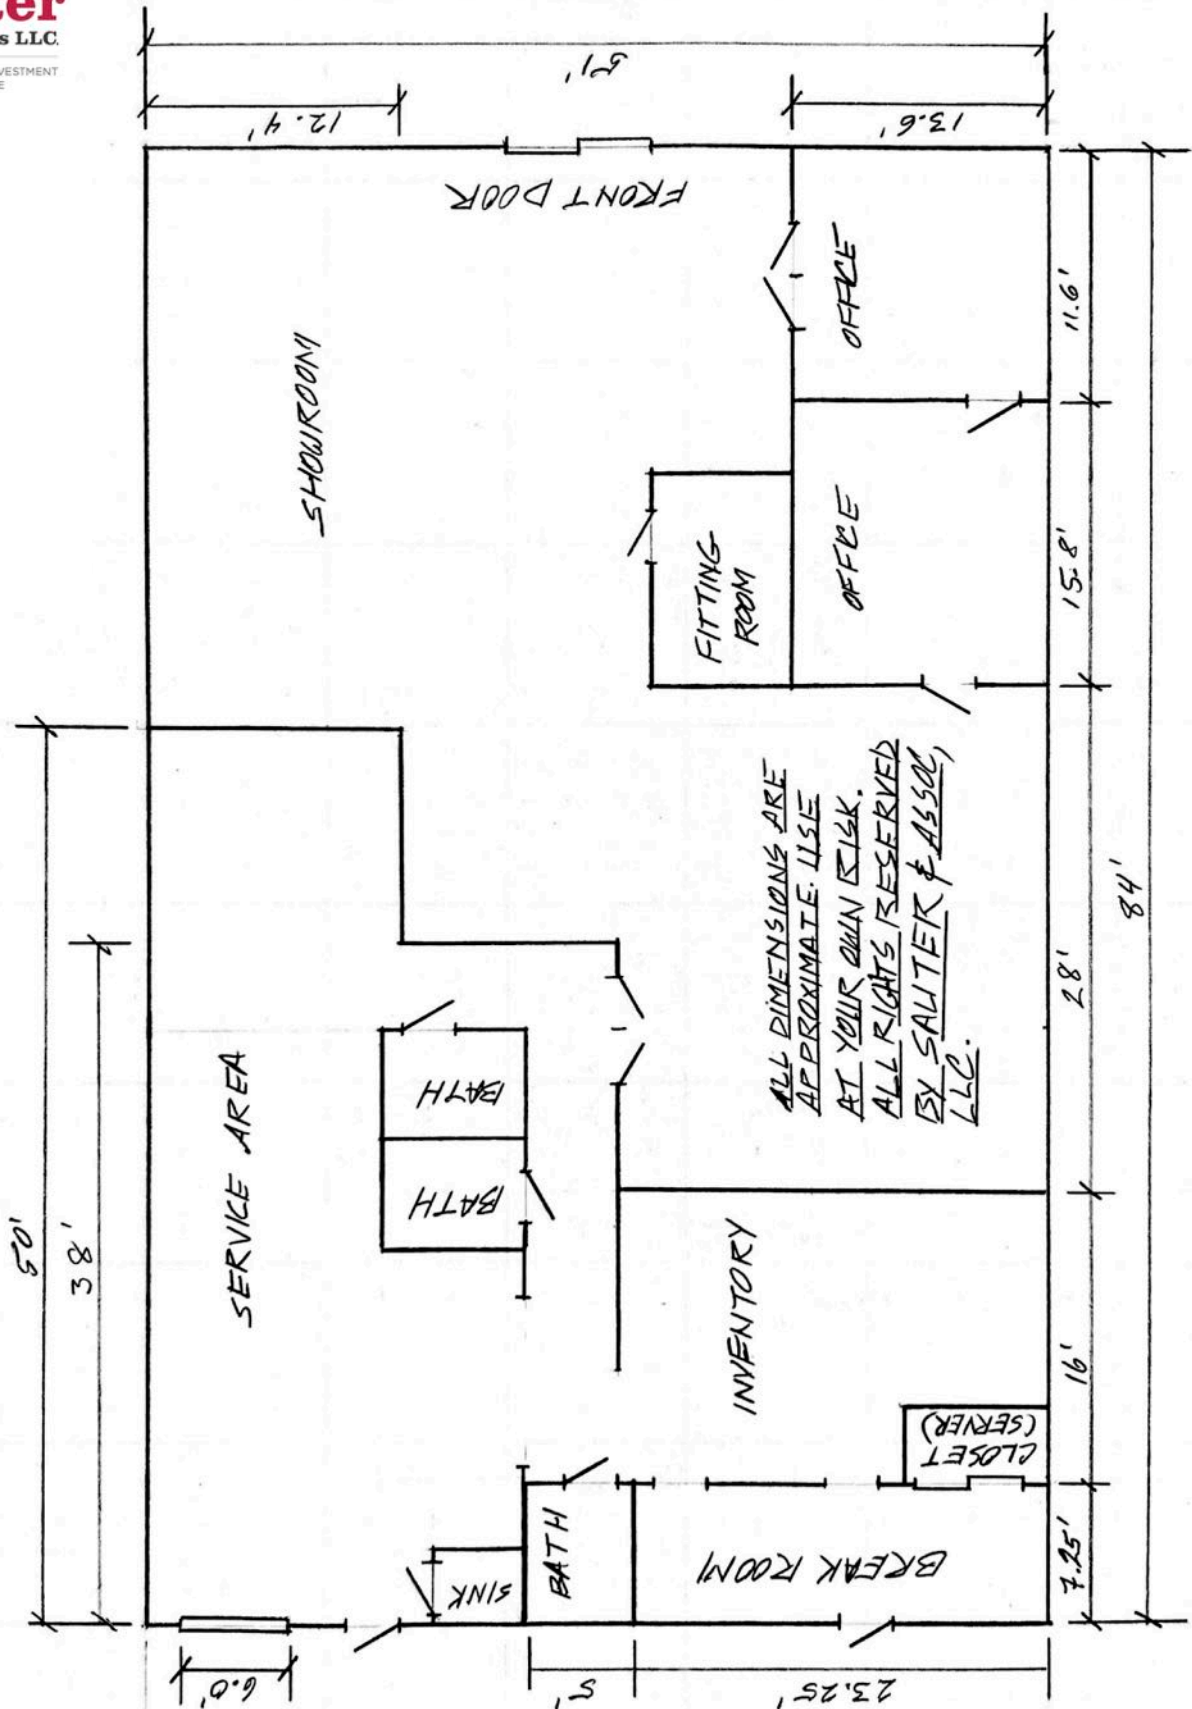 ter
s LLC.
VESTMENT
E
51'
12.4'
13.6'
FRONT DOOR
SHOWROOM
OFFICE
11.6'
FITTING
ROOM
OFFICE
15.8'
50'
38'
SERVICE AREA
BATH
BATH
ALL DIMENSIONS ARE
APPROXIMATE. USE
AT YOUR OWN RISK.
ALL RIGHTS RESERVED
BY SAUTER & ASSOC,
LLC.
28'
84'
INVENTORY
16'
CLOSET
(SERVER)
SINK
BATH
BREAK ROOM
7.25'
6.0'
5'
23.25'